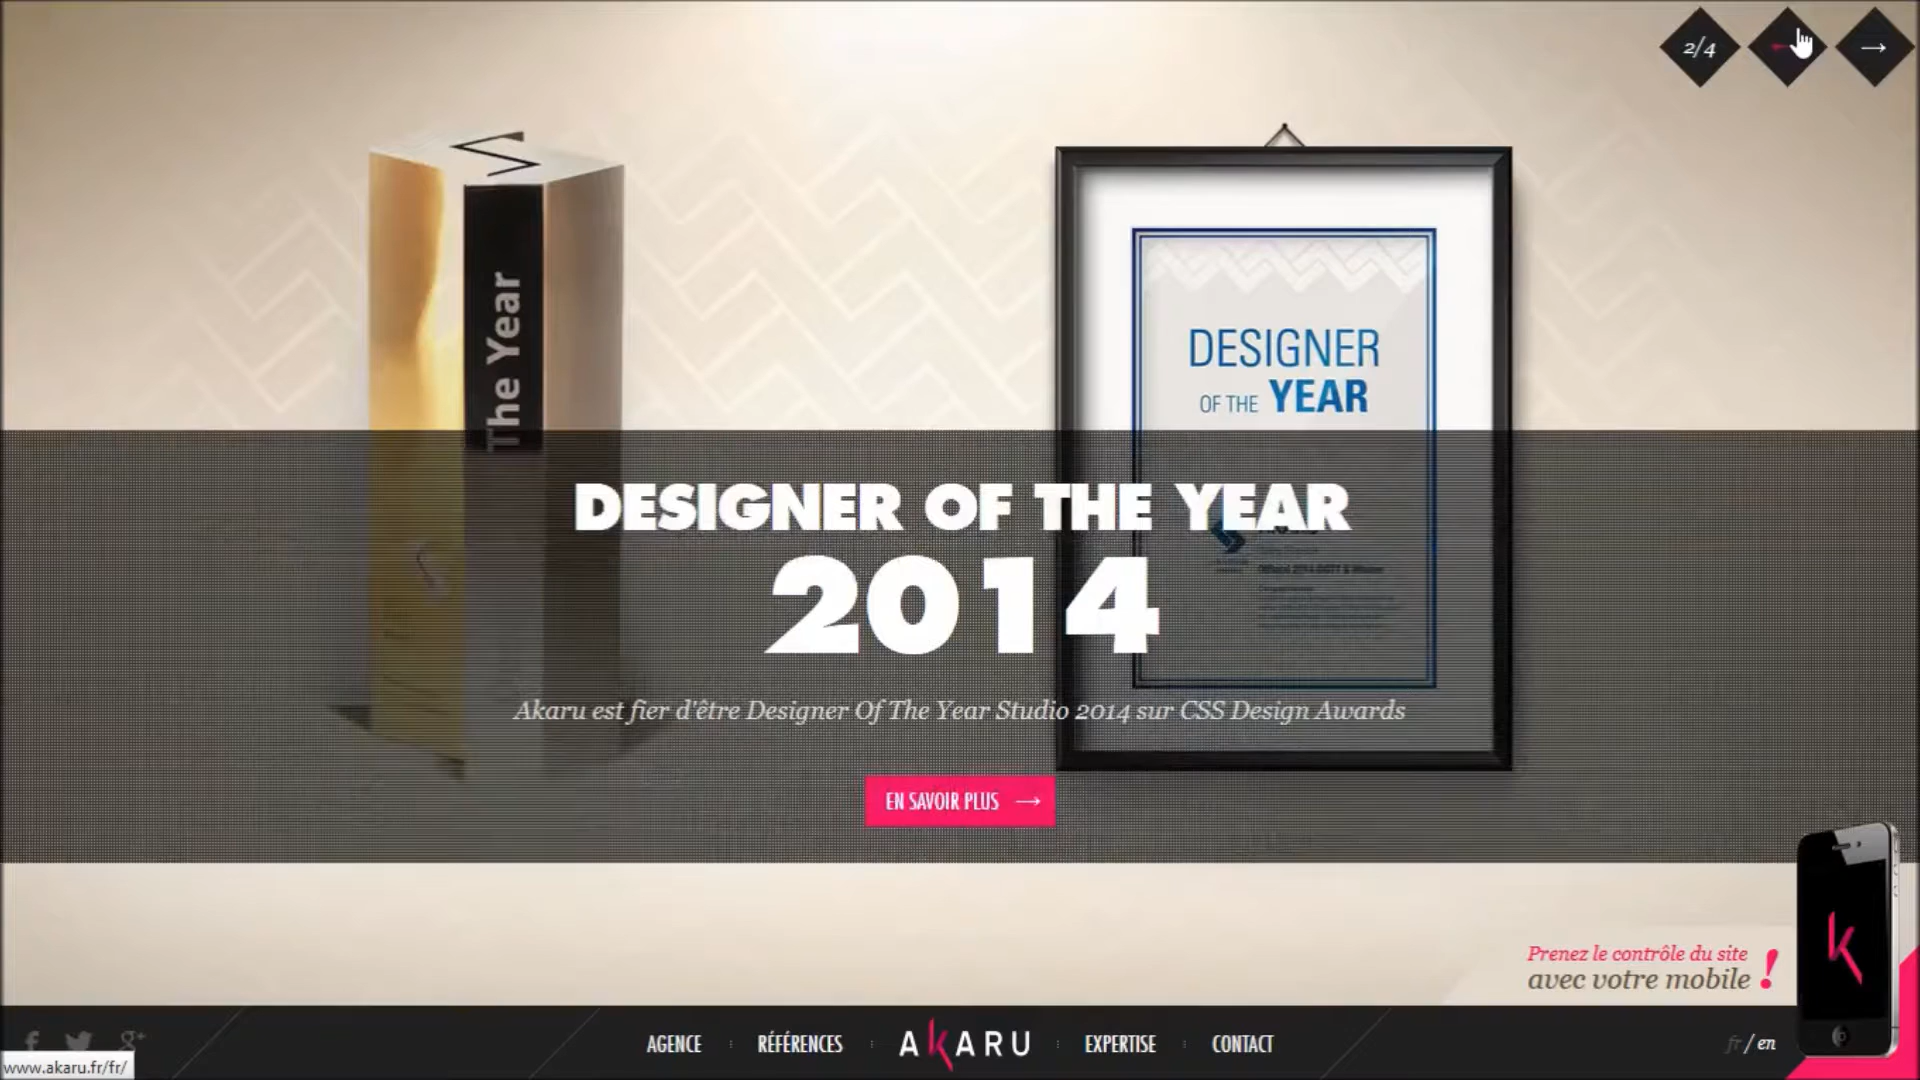 2/4
The Year
DESIGNER
OF THE YEAR
DESIGNER OF THE YEAR
2014
Akaru est fier d'être Designer Of The Year Studio 2014 sur CSS Design Awards
EN SAVOIR PLUS →
Prenez le contrôle du site
avec votre mobile !
k
AGENCE
RÉFÉRENCES
AKARU
EXPERTISE
CONTACT
fr / en
www.akaru.fr/fr/